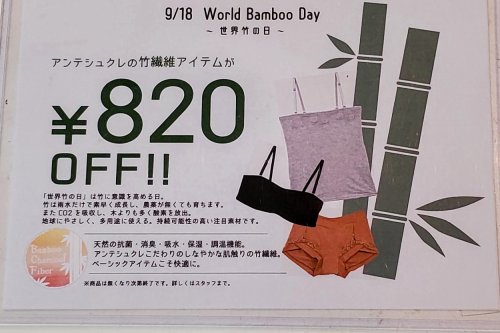 9/18 World Bamboo Day
~ 世界竹の日 ~
アンテシュクレの竹繊維アイテムが
¥820
OFF!!
「世界竹の日」は竹に意識を高める日。
竹は雨水だけで素早く成長し、農薬が無くても育ちます。
また CO2 を吸収し、木よりも多く酸素を放出。
地球にやさしく、多用途に使える。持続可能性の高い注目素材です。
Bamboo
Charcoal
Fiber
天然の抗菌・消臭・吸水・保湿・調温機能。
アンテシュクレこだわりのしなやかな肌触りの竹繊維。
ベーシックアイテムこそ快適に。
※商品は無くなり次第終了です。詳しくはスタッフまで。